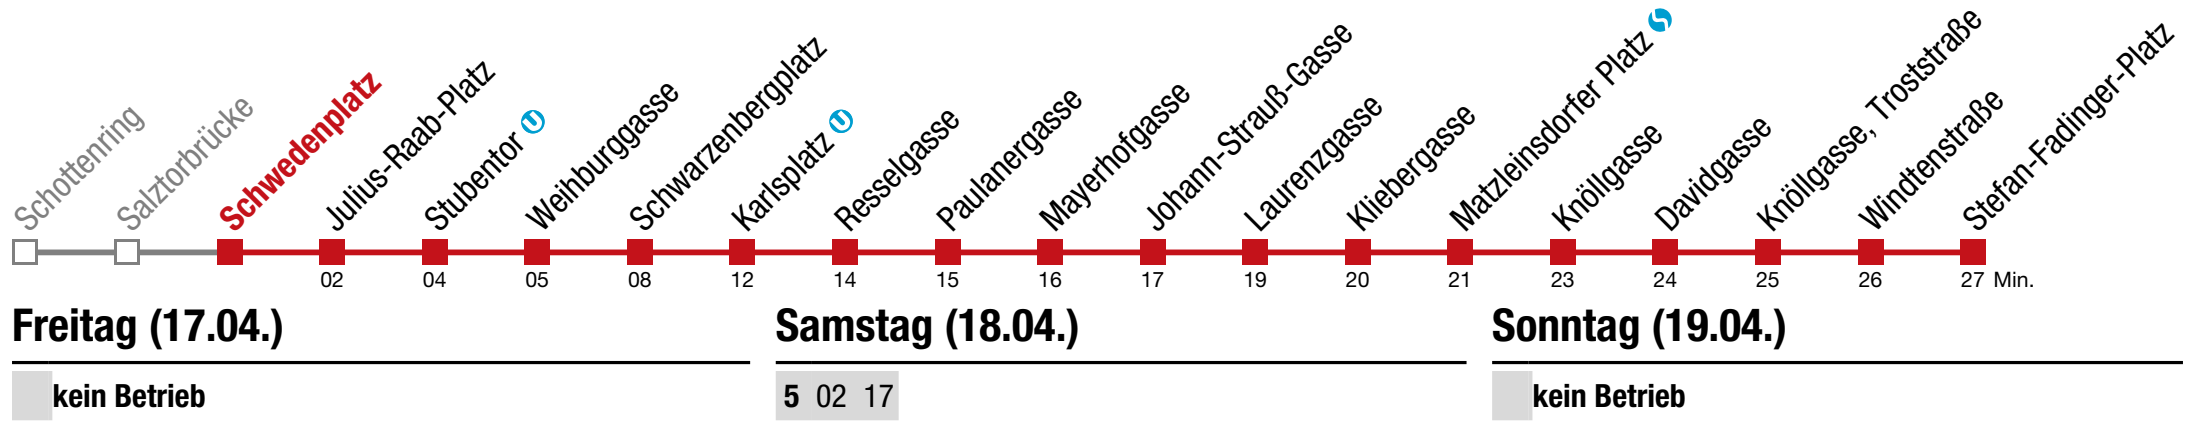 Schottenring
Salztorbrücke
Schwedenplatz
Julius-Raab-Platz
Stubentor
Weihburggasse
Schwarzenbergplatz
Karlsplatz
Resselgasse
Paulanergasse
Mayerhofgasse
Johann-Strauß-Gasse
Laurenzgasse
Kliebergasse
Matzleinsdorfer Platz
Knöllgasse
Davidgasse
Knöllgasse, Troststraße
Windtenstraße
Stefan-Fadinger-Platz
02 04 05 08 12 14 15 16 17 19 20 21 23 24 25 26 27 Min.
Freitag (17.04.)
kein Betrieb
Samstag (18.04.)
5 02 17
Sonntag (19.04.)
kein Betrieb